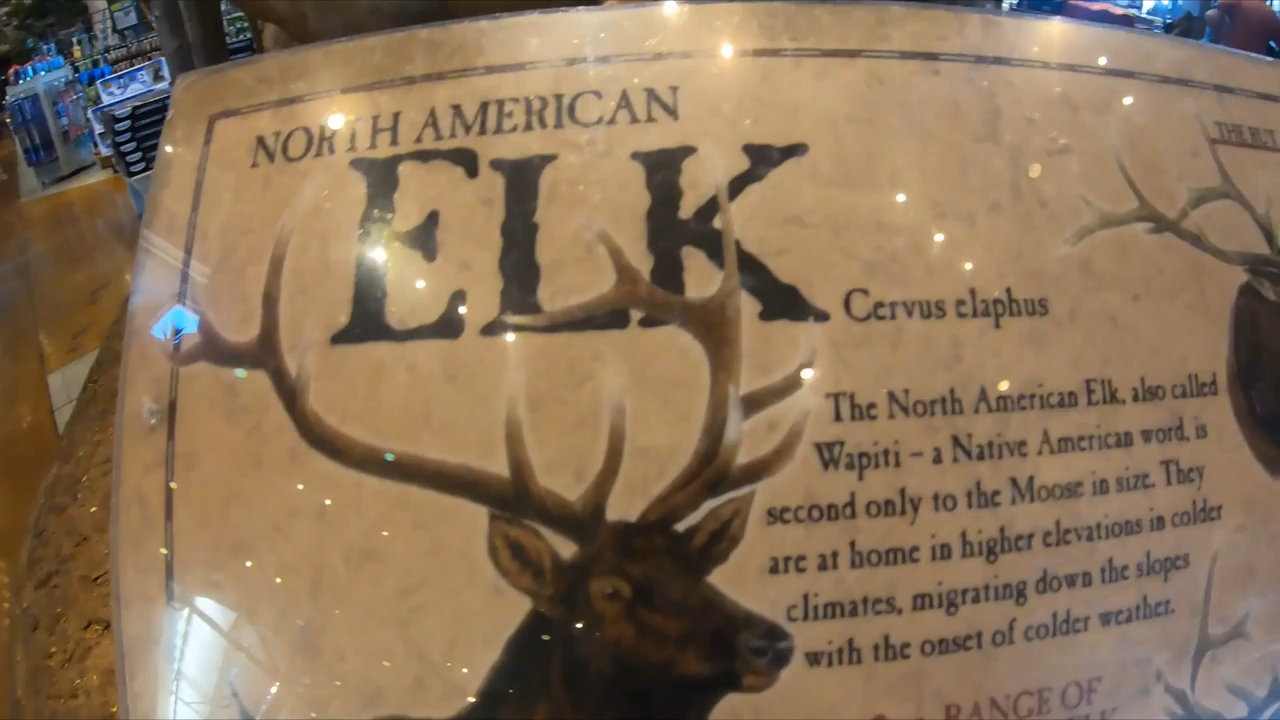 NORTH AMERICAN
ELK
Cervus elaphus
The North American Elk, also called
Wapiti – a Native American word, is
second only to the Moose in size. They
are at home in higher elevations in colder
climates, migrating down the slopes
with the onset of colder weather.
THE RUT
RANGE OF